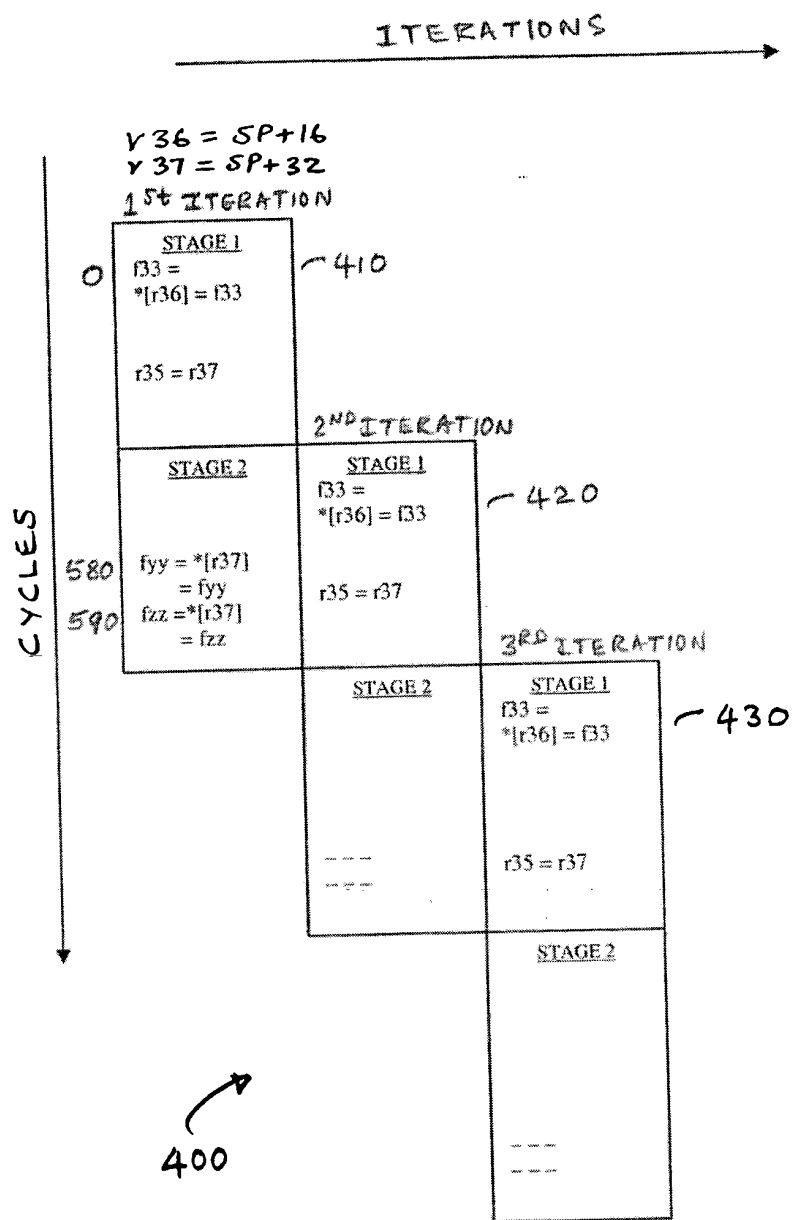 ITERATIONS
r36 = SP+16
r37 = SP+32
1St ITERATION
STAGE 1
0
f33 =
410
*[r36] = f33
r35 = r37
2ND ITERATION
STAGE 2
STAGE 1
f33 =
420
*[r36] = f33
CYCLES
580
fyy = *[r37]
= fyy
r35 = r37
590
fzz =*[r37]
= fzz
3RD ITERATION
STAGE 2
STAGE 1
f33 =
430
*[r36] = f33
---
r35 = r37
---
STAGE 2
400
---
---